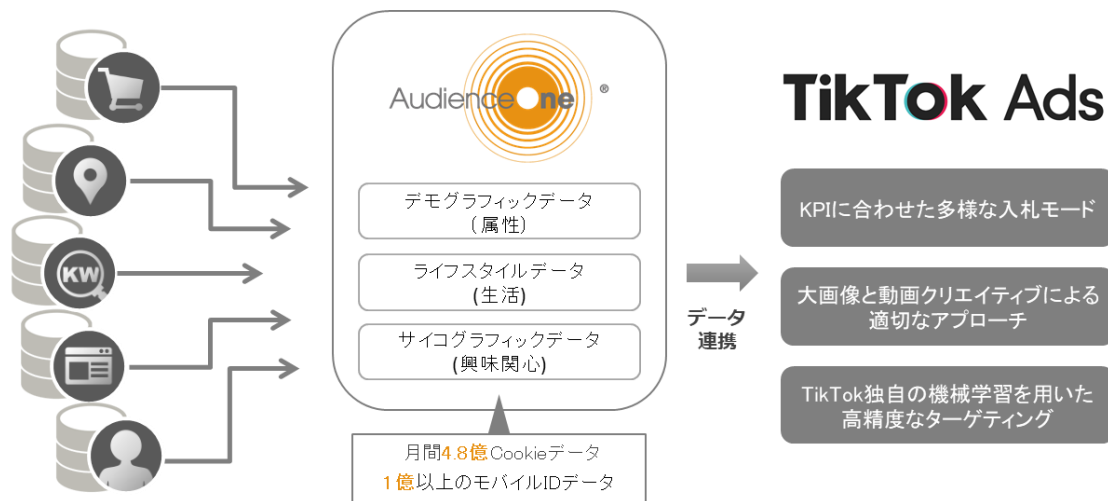 KW
AudienceOne ®
デモグラフィックデータ
(属性)
ライフスタイルデータ
(生活)
サイコグラフィックデータ
(興味関心)
月間4.8億Cookieデータ
1億以上のモバイルIDデータ
データ
連携
TikTok Ads
KPIに合わせた多様な入札モード
大画像と動画クリエイティブによる
適切なアプローチ
TikTok独自の機械学習を用いた
高精度なターゲティング